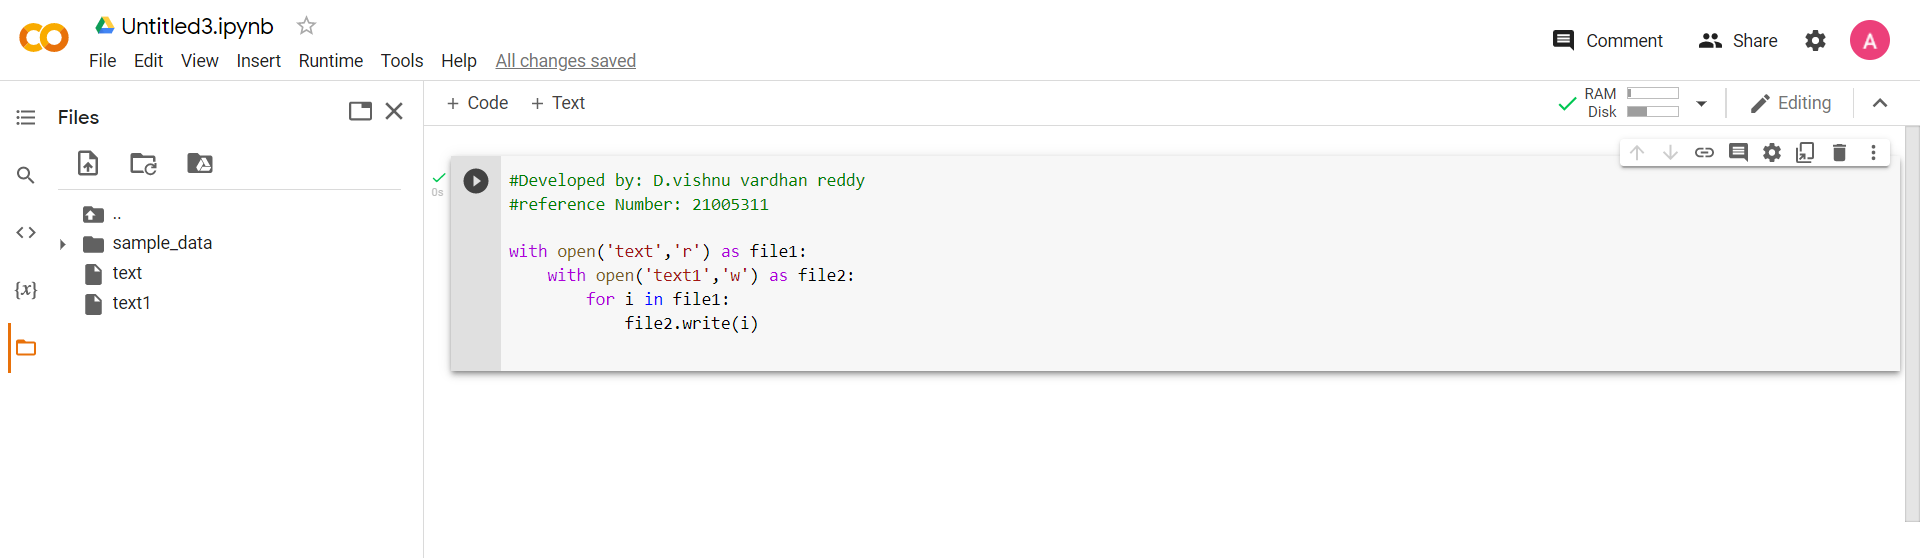 Untitled3.ipynb
File Edit View Insert Runtime Tools Help All changes saved
Comment Share A
Files
+ Code + Text
RAM
Disk
Editing
..
sample_data
text
text1
{x}
0s
#Developed by: D.vishnu vardhan reddy
#reference Number: 21005311
with open('text','r') as file1:
    with open('text1','w') as file2:
        for i in file1:
            file2.write(i)